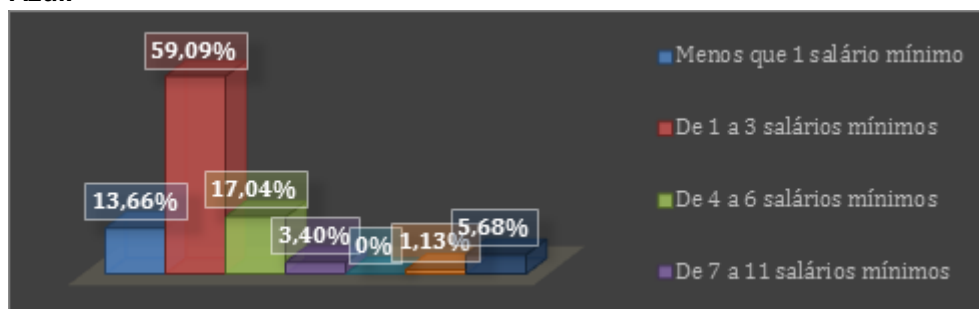 59,09%
13,66%
17,04%
3,40%
0%
1,13%
5,68%
Menos que 1 salário mínimo
De 1 a 3 salários mínimos
De 4 a 6 salários mínimos
De 7 a 11 salários mínimos